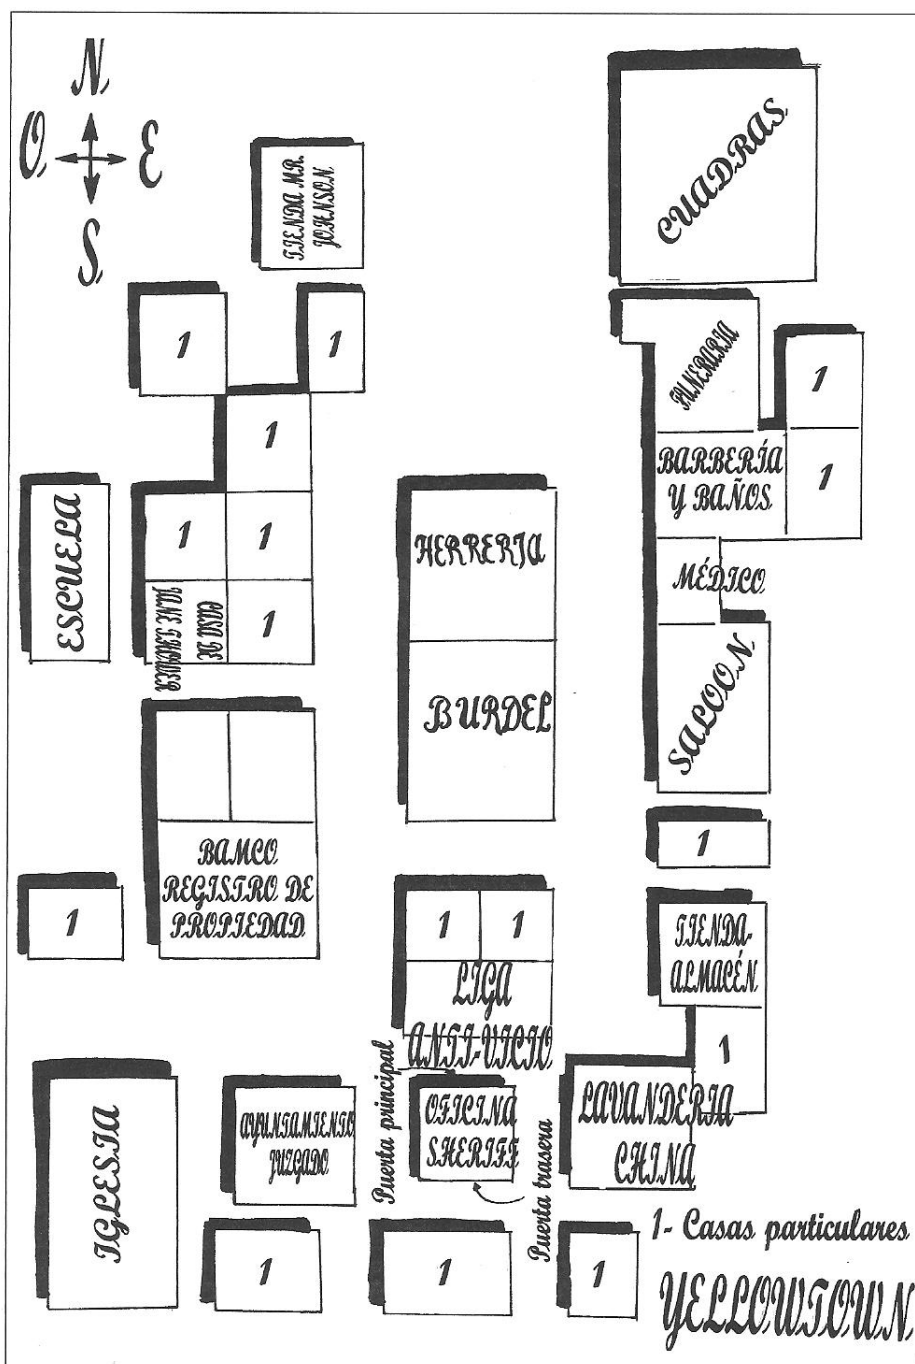 N
O E
S
CUADRAS
TIENDA MR.
JOHNSON
1
1
FUNERARIA
1
1
BARBERÍA
Y BAÑOS
1
ESCUELA
1
1
HERRERIA
MÉDICO
CASA DE
1
BURDEL
SALOON
1
BAMCO
REGISTRO DE
PROPIEDAD
1
1
1
TIENDA-
ALMACÉN
LIGA
ANTI-VICIO
1
Puerta principal
IGLESIA
AYUNTAMIENTO
JUZGADO
OFICINA
SHERIFF
Puerta trasera
LAVANDERIA
CHINA
1
1
1
1- Casas particulares
YELLOWTOWN